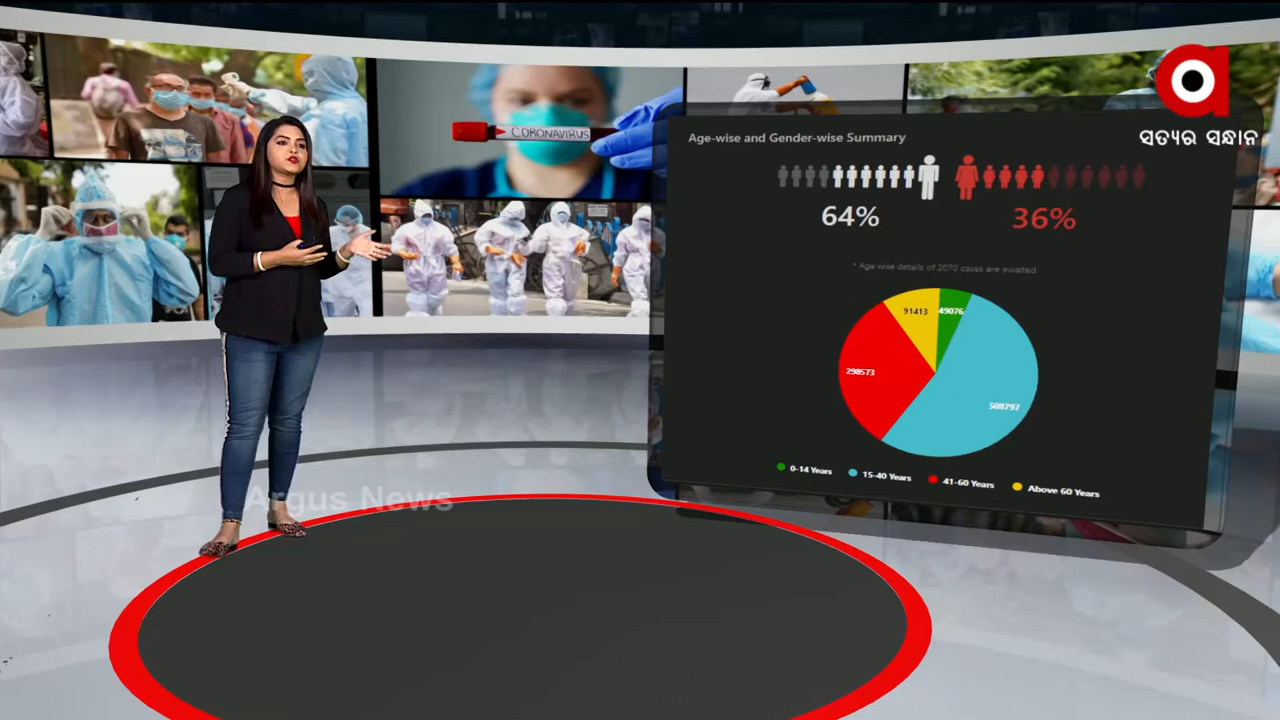 CORONAVIRUS
ସତ୍ୟର ସନ୍ଧାନ
Age-wise and Gender-wise Summary
64%
36%
* Age wise details of 2070 cases are awaited
91413
49076
298573
508797
0-14 Years
15-40 Years
41-60 Years
Above 60 Years
Argus News